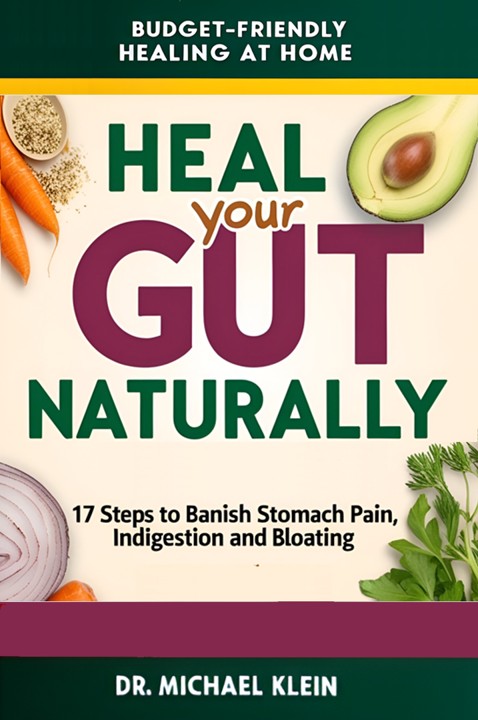 BUDGET-FRIENDLY
HEALING AT HOME
HEAL
your
GUT
NATURALLY
17 Steps to Banish Stomach Pain,
Indigestion and Bloating
DR. MICHAEL KLEIN